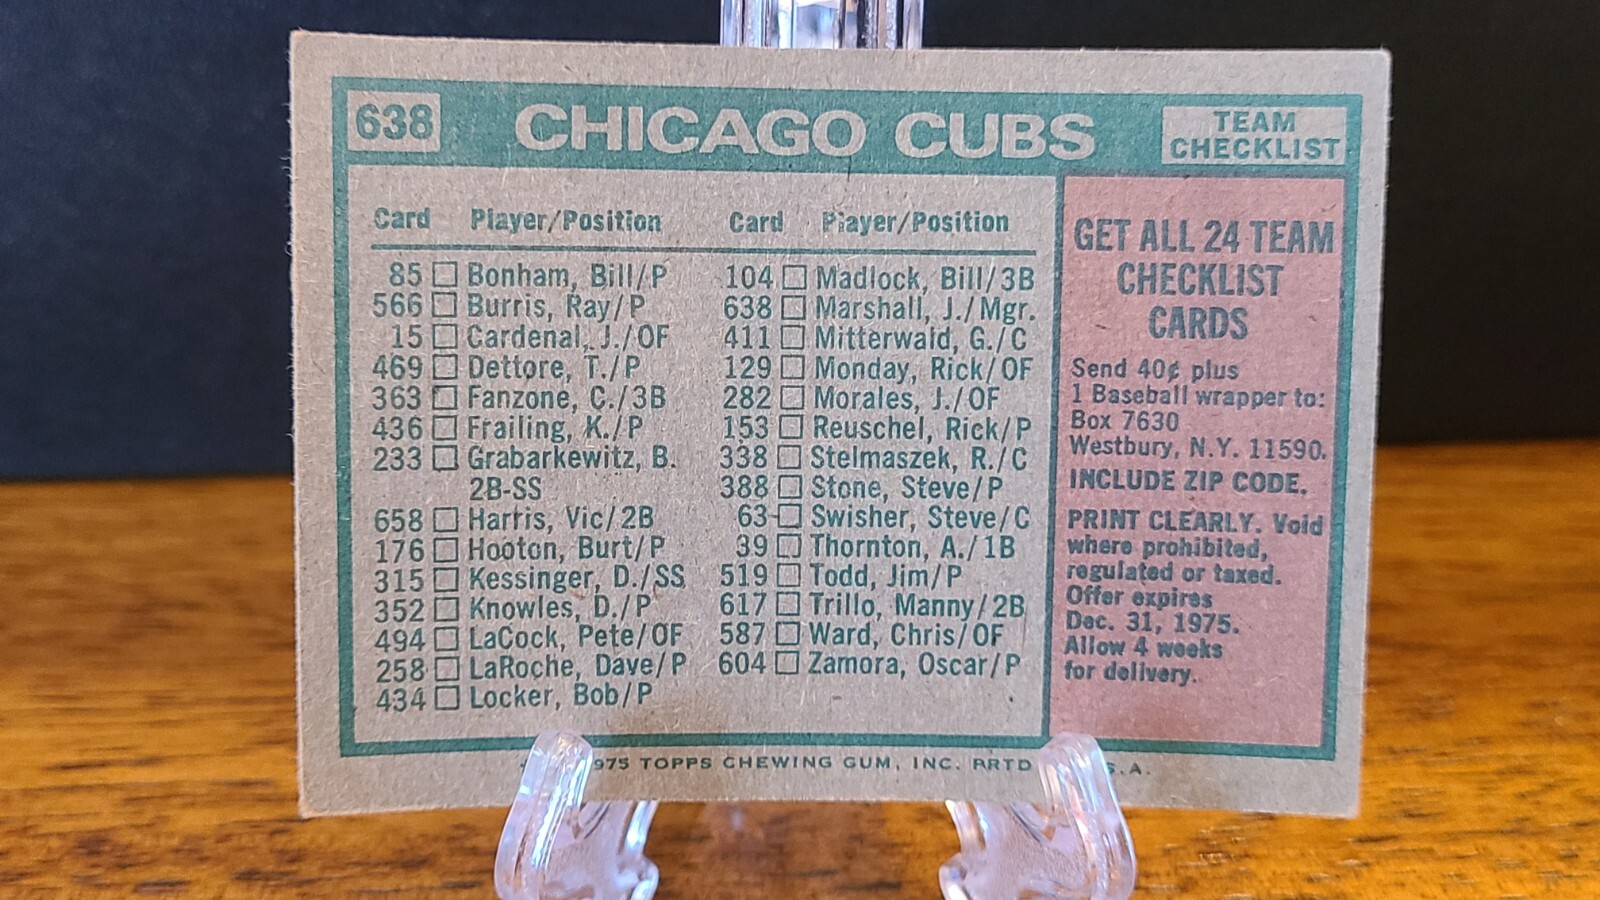 638 CHICAGO CUBS TEAM CHECKLIST
Card Player/Position
85 Bonham, Bill/P
566 Burris, Ray/P
15 Cardenal, J./OF
469 Dettore, T./P
363 Fanzone, C./3B
436 Frailing, K./P
233 Grabarkewitz, B.
2B-SS
658 Harris, Vic/2B
176 Hooton, Burt/P
315 Kessinger, D./SS
352 Knowles, D./P
494 LaCock, Pete/OF
258 LaRoche, Dave/P
434 Locker, Bob/P
Card Player/Position
104 Madlock, Bill/3B
638 Marshall, J./Mgr.
411 Mitterwald, G./C
129 Monday, Rick/OF
282 Morales, J./OF
153 Reuschel, Rick/P
338 Stelmaszek, R./C
388 Stone, Steve/P
63 Swisher, Steve/C
39 Thornton, A./1B
519 Todd, Jim/P
617 Trillo, Manny/2B
587 Ward, Chris/OF
604 Zamora, Oscar/P
GET ALL 24 TEAM
CHECKLIST
CARDS
Send 40¢ plus
1 Baseball wrapper to:
Box 7630
Westbury, N.Y. 11590.
INCLUDE ZIP CODE.
PRINT CLEARLY. Void
where prohibited,
regulated or taxed.
Offer expires
Dec. 31, 1975.
Allow 4 weeks
for delivery.
975 TOPPS CHEWING GUM, INC. PRTD S.A.